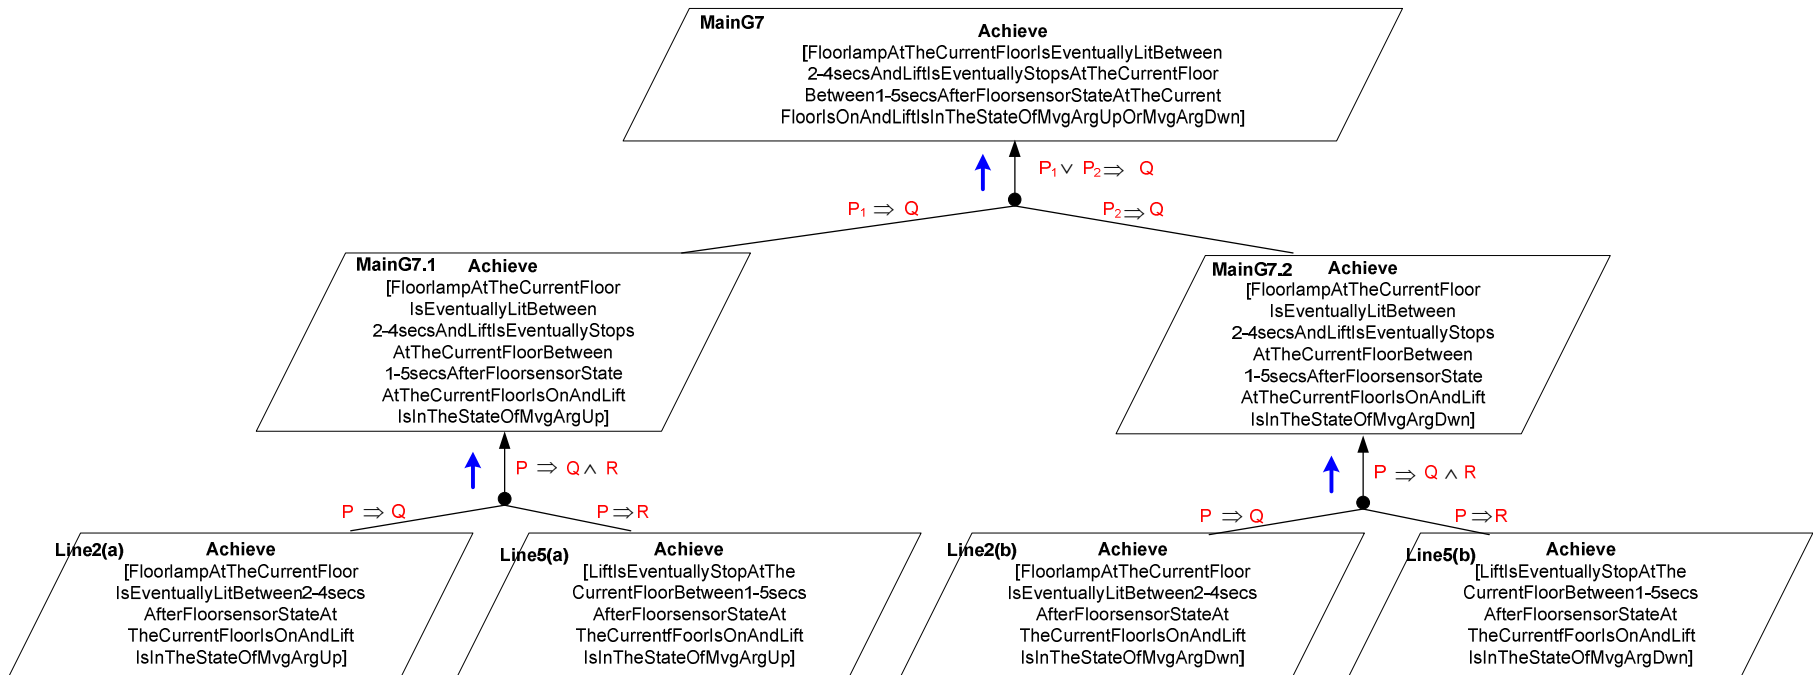 MainG7
Achieve
[FloorlampAtTheCurrentFloorIsEventuallyLitBetween
2-4secsAndLiftIsEventuallyStopsAtTheCurrentFloor
Between1-5secsAfterFloorsensorStateAtTheCurrent
FloorIsOnAndLiftIsInTheStateOfMvgArgUpOrMvgArgDwn]
P₁ ∨ P₂ ⇒ Q
P₁ ⇒ Q
P₂ ⇒ Q
MainG7.1 Achieve
[FloorlampAtTheCurrentFloor
IsEventuallyLitBetween
2-4secsAndLiftIsEventuallyStops
AtTheCurrentFloorBetween
1-5secsAfterFloorsensorState
AtTheCurrentFloorIsOnAndLift
IsInTheStateOfMvgArgUp]
MainG7.2 Achieve
[FloorlampAtTheCurrentFloor
IsEventuallyLitBetween
2-4secsAndLiftIsEventuallyStops
AtTheCurrentFloorBetween
1-5secsAfterFloorsensorState
AtTheCurrentFloorIsOnAndLift
IsInTheStateOfMvgArgDwn]
P ⇒ Q ∧ R
P ⇒ Q
P ⇒ R
P ⇒ Q ∧ R
P ⇒ Q
P ⇒ R
Line2(a) Achieve
[FloorlampAtTheCurrentFloor
IsEventuallyLitBetween2-4secs
AfterFloorsensorStateAt
TheCurrentFloorIsOnAndLift
IsInTheStateOfMvgArgUp]
Line5(a) Achieve
[LiftIsEventuallyStopAtThe
CurrentFloorBetween1-5secs
AfterFloorsensorStateAt
TheCurrentfFoorIsOnAndLift
IsInTheStateOfMvgArgUp]
Line2(b) Achieve
[FloorlampAtTheCurrentFloor
IsEventuallyLitBetween2-4secs
AfterFloorsensorStateAt
TheCurrentFloorIsOnAndLift
IsInTheStateOfMvgArgDwn]
Line5(b) Achieve
[LiftIsEventuallyStopAtThe
CurrentFloorBetween1-5secs
AfterFloorsensorStateAt
TheCurrentfFoorIsOnAndLift
IsInTheStateOfMvgArgDwn]